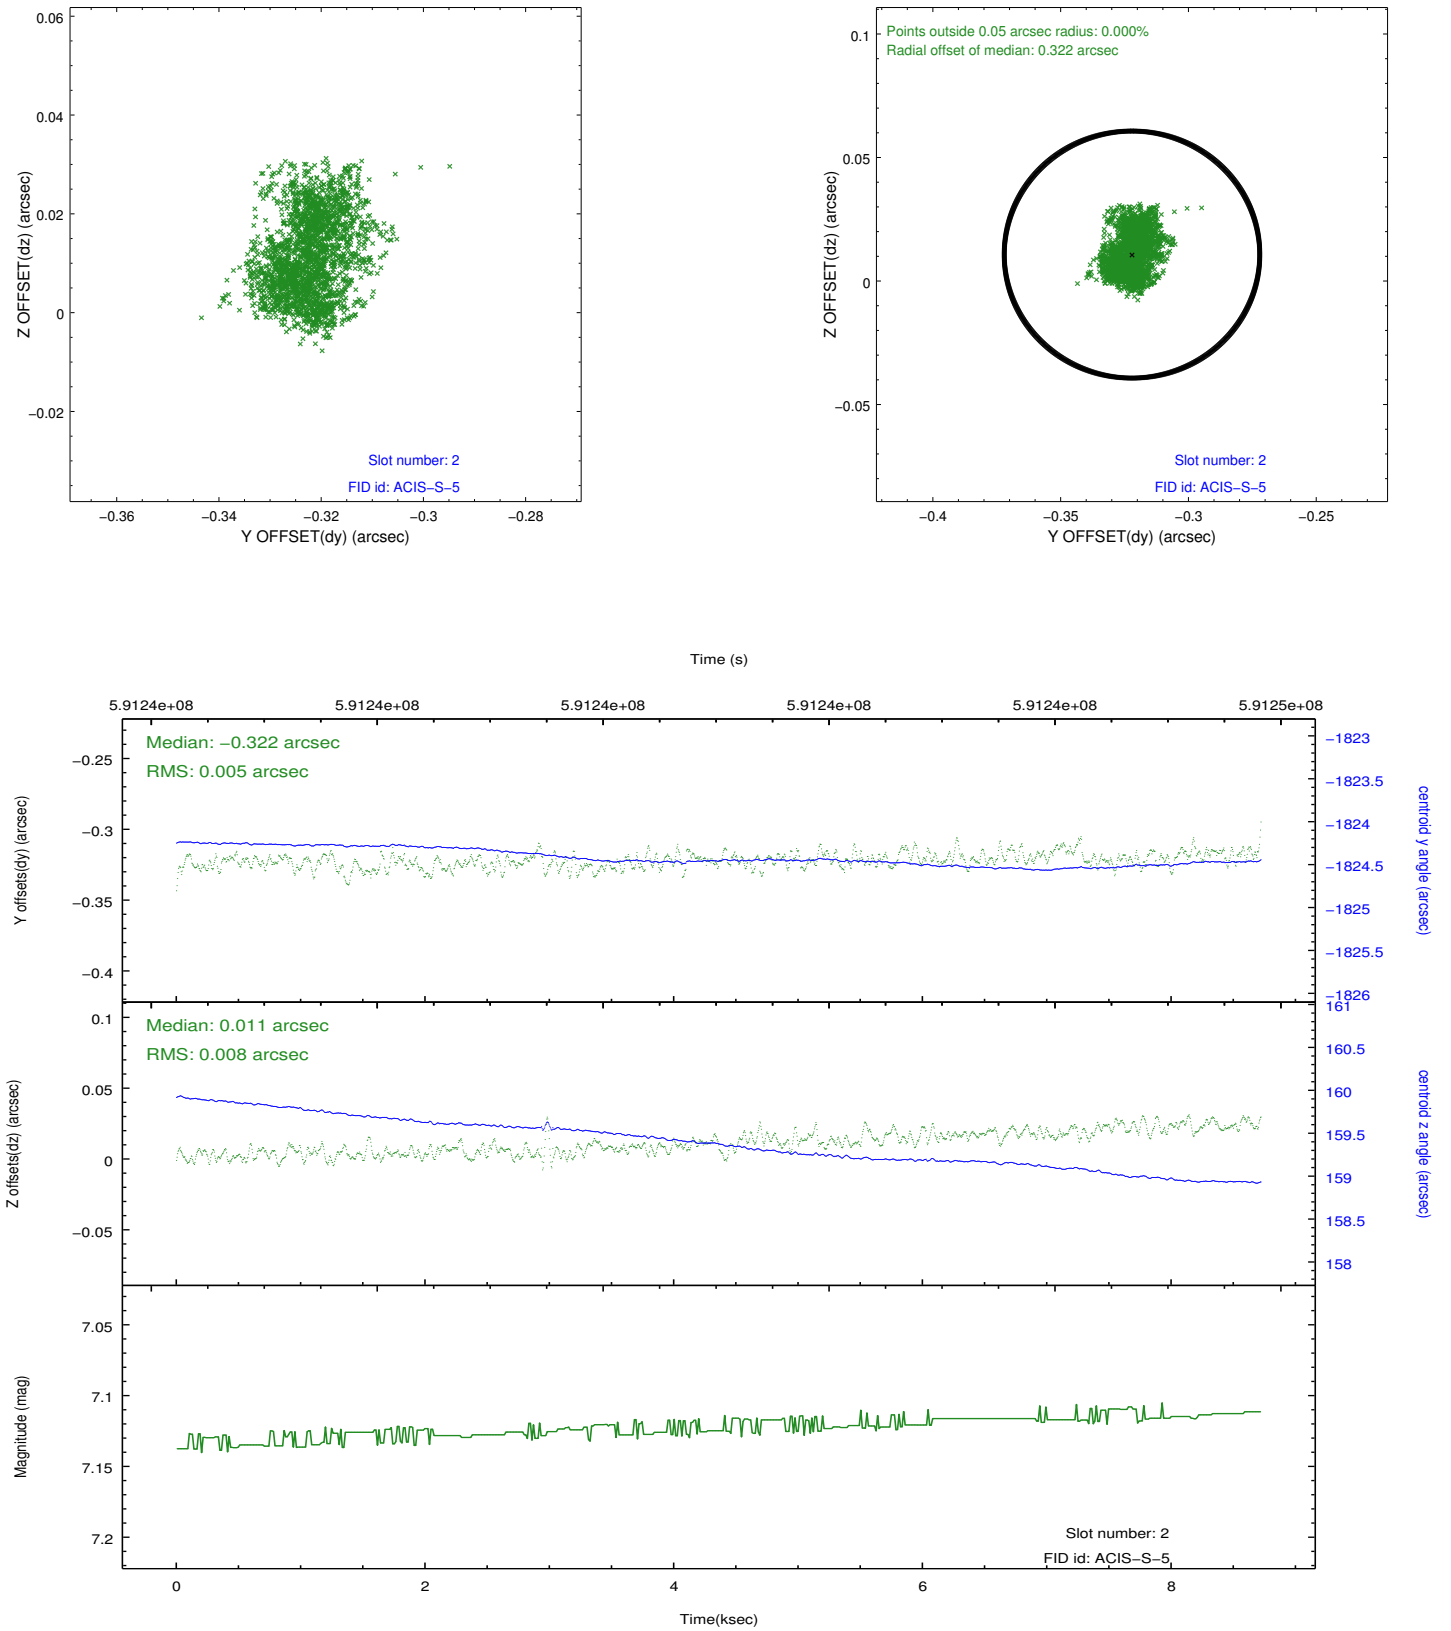 0.06
0.04
0.02
0
−0.02
Z OFFSET(dz) (arcsec)
Slot number: 2
FID id: ACIS−S−5
−0.36 −0.34 −0.32 −0.3 −0.28
Y OFFSET(dy) (arcsec)
Points outside 0.05 arcsec radius: 0.000%
Radial offset of median: 0.322 arcsec
0.1
0.05
0
−0.05
Z OFFSET(dz) (arcsec)
Slot number: 2
FID id: ACIS−S−5
−0.4 −0.35 −0.3 −0.25
Y OFFSET(dy) (arcsec)
Time (s)
5.9124e+08 5.9124e+08 5.9124e+08 5.9124e+08 5.9124e+08 5.9125e+08
Median: −0.322 arcsec
RMS: 0.005 arcsec
−0.25
−0.3
−0.35
−0.4
Y offsets(dy) (arcsec)
−1823
−1823.5
−1824
−1824.5
−1825
−1825.5
−1826
centroid y angle (arcsec)
Median: 0.011 arcsec
RMS: 0.008 arcsec
0.1
0.05
0
−0.05
Z offsets(dz) (arcsec)
161
160.5
160
159.5
159
158.5
158
centroid z angle (arcsec)
7.05
7.1
7.15
7.2
Magnitude (mag)
Slot number: 2
FID id: ACIS−S−5
0 2 4 6 8
Time(ksec)